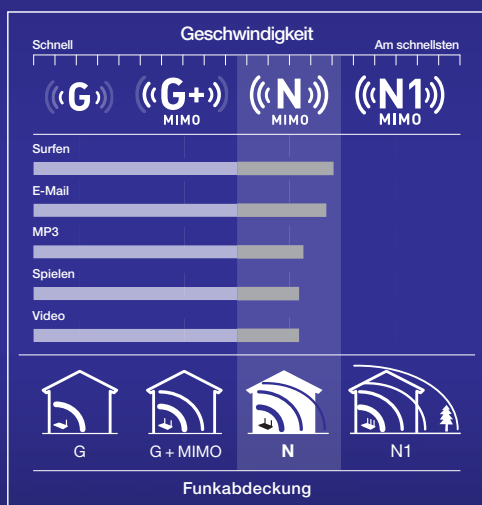 Geschwindigkeit
Schnell Am schnellsten
G G+ N N1
MIMO MIMO MIMO
Surfen
E-Mail
MP3
Spielen
Video
G G + MIMO N N1
Funkabdeckung